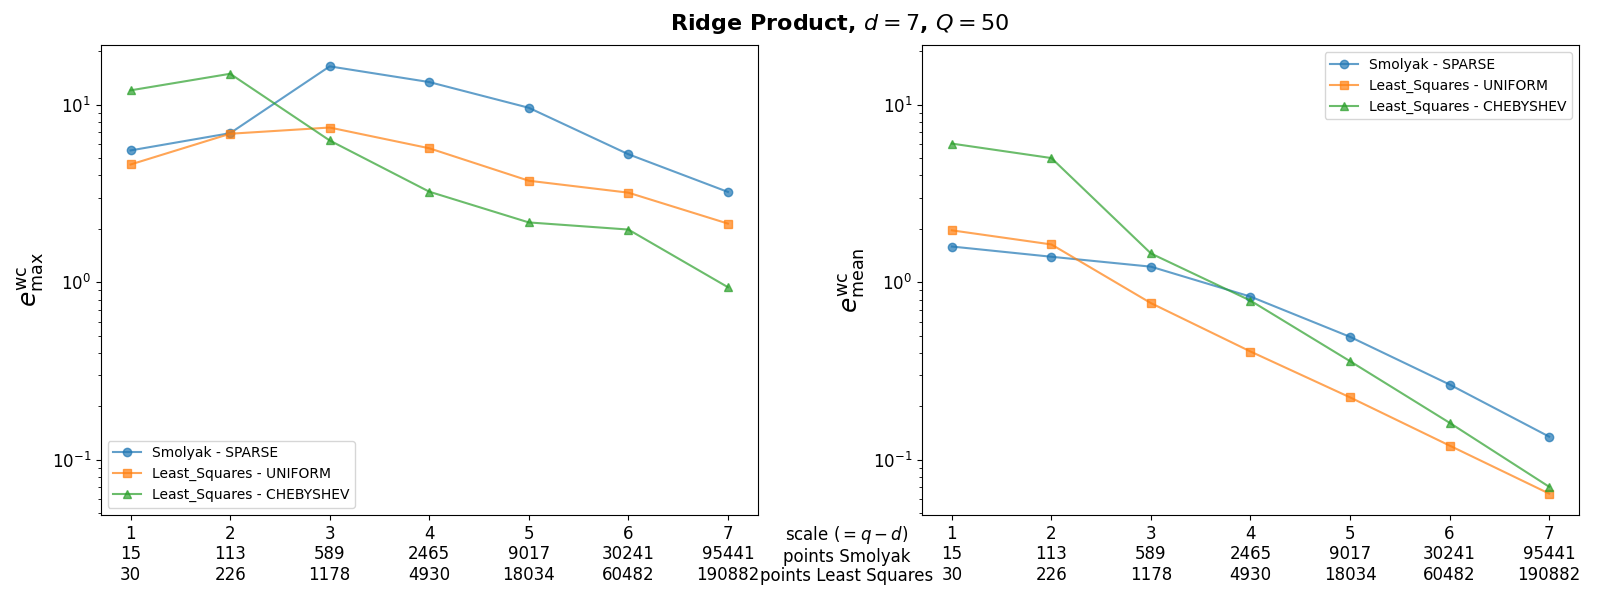 Ridge Product, d = 7, Q = 50
10¹
10⁰
10⁻¹
e^wc_max
Smolyak - SPARSE
Least_Squares - UNIFORM
Least_Squares - CHEBYSHEV
10¹
10⁰
10⁻¹
e^wc_mean
Smolyak - SPARSE
Least_Squares - UNIFORM
Least_Squares - CHEBYSHEV
1 2 3 4 5 6 7 scale (= q − d) 1 2 3 4 5 6 7
15 113 589 2465 9017 30241 95441 points Smolyak 15 113 589 2465 9017 30241 95441
30 226 1178 4930 18034 60482 190882 points Least Squares 30 226 1178 4930 18034 60482 190882